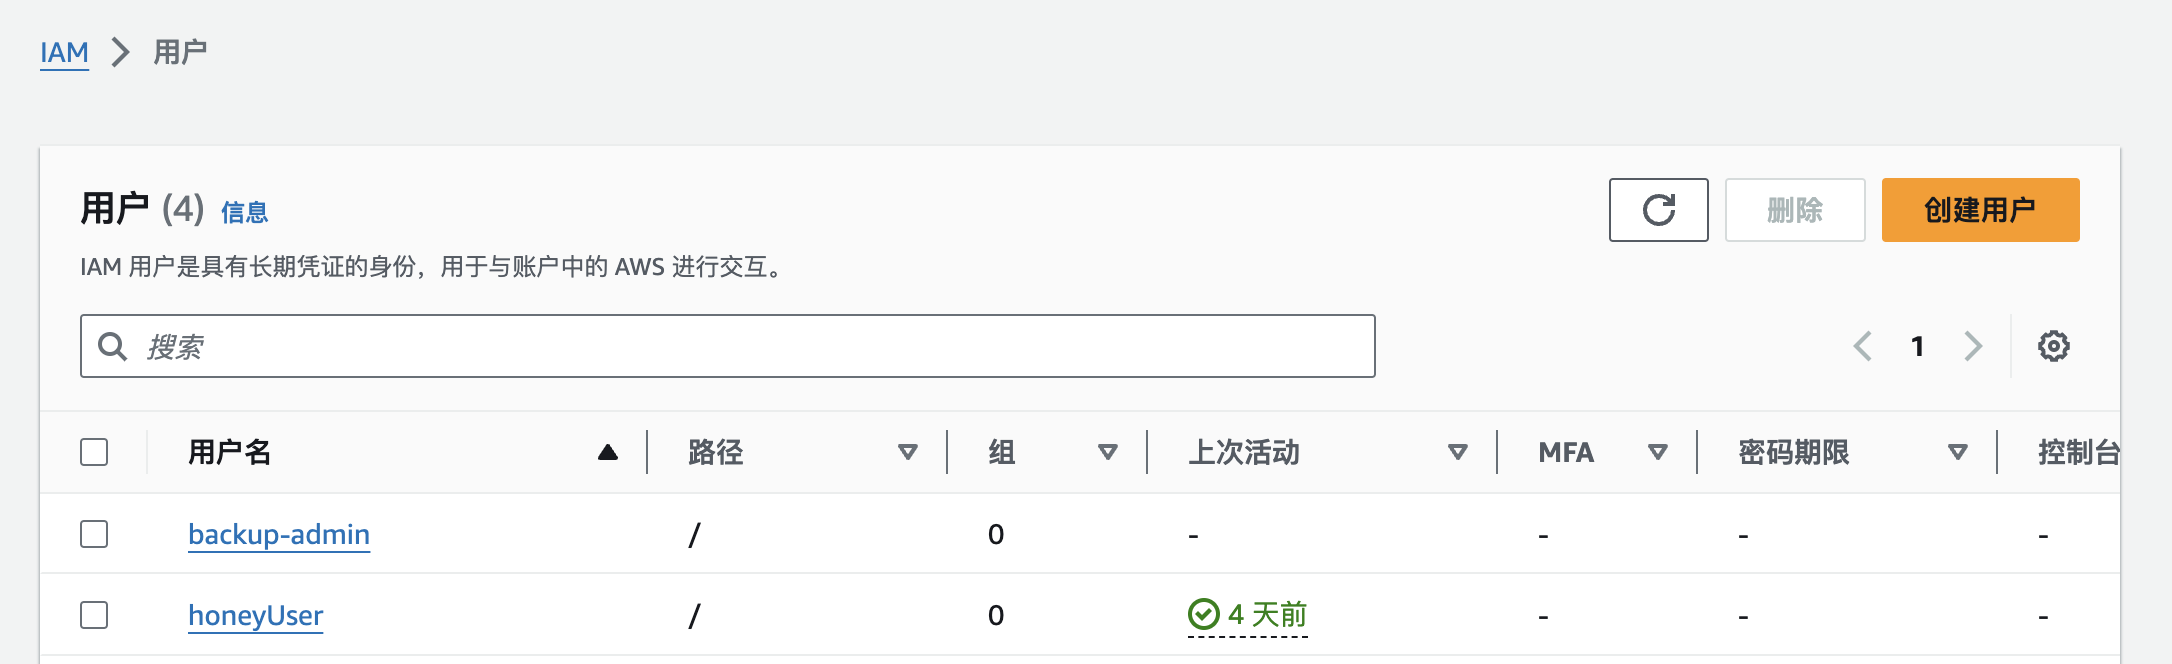 IAM > 用户
用户 (4) 信息
删除
创建用户
IAM 用户是具有长期凭证的身份，用于与账户中的 AWS 进行交互。
搜索
1
用户名 路径 组 上次活动 MFA 密码期限 控制台
backup-admin / 0 - - - -
honeyUser / 0 4 天前 - - -